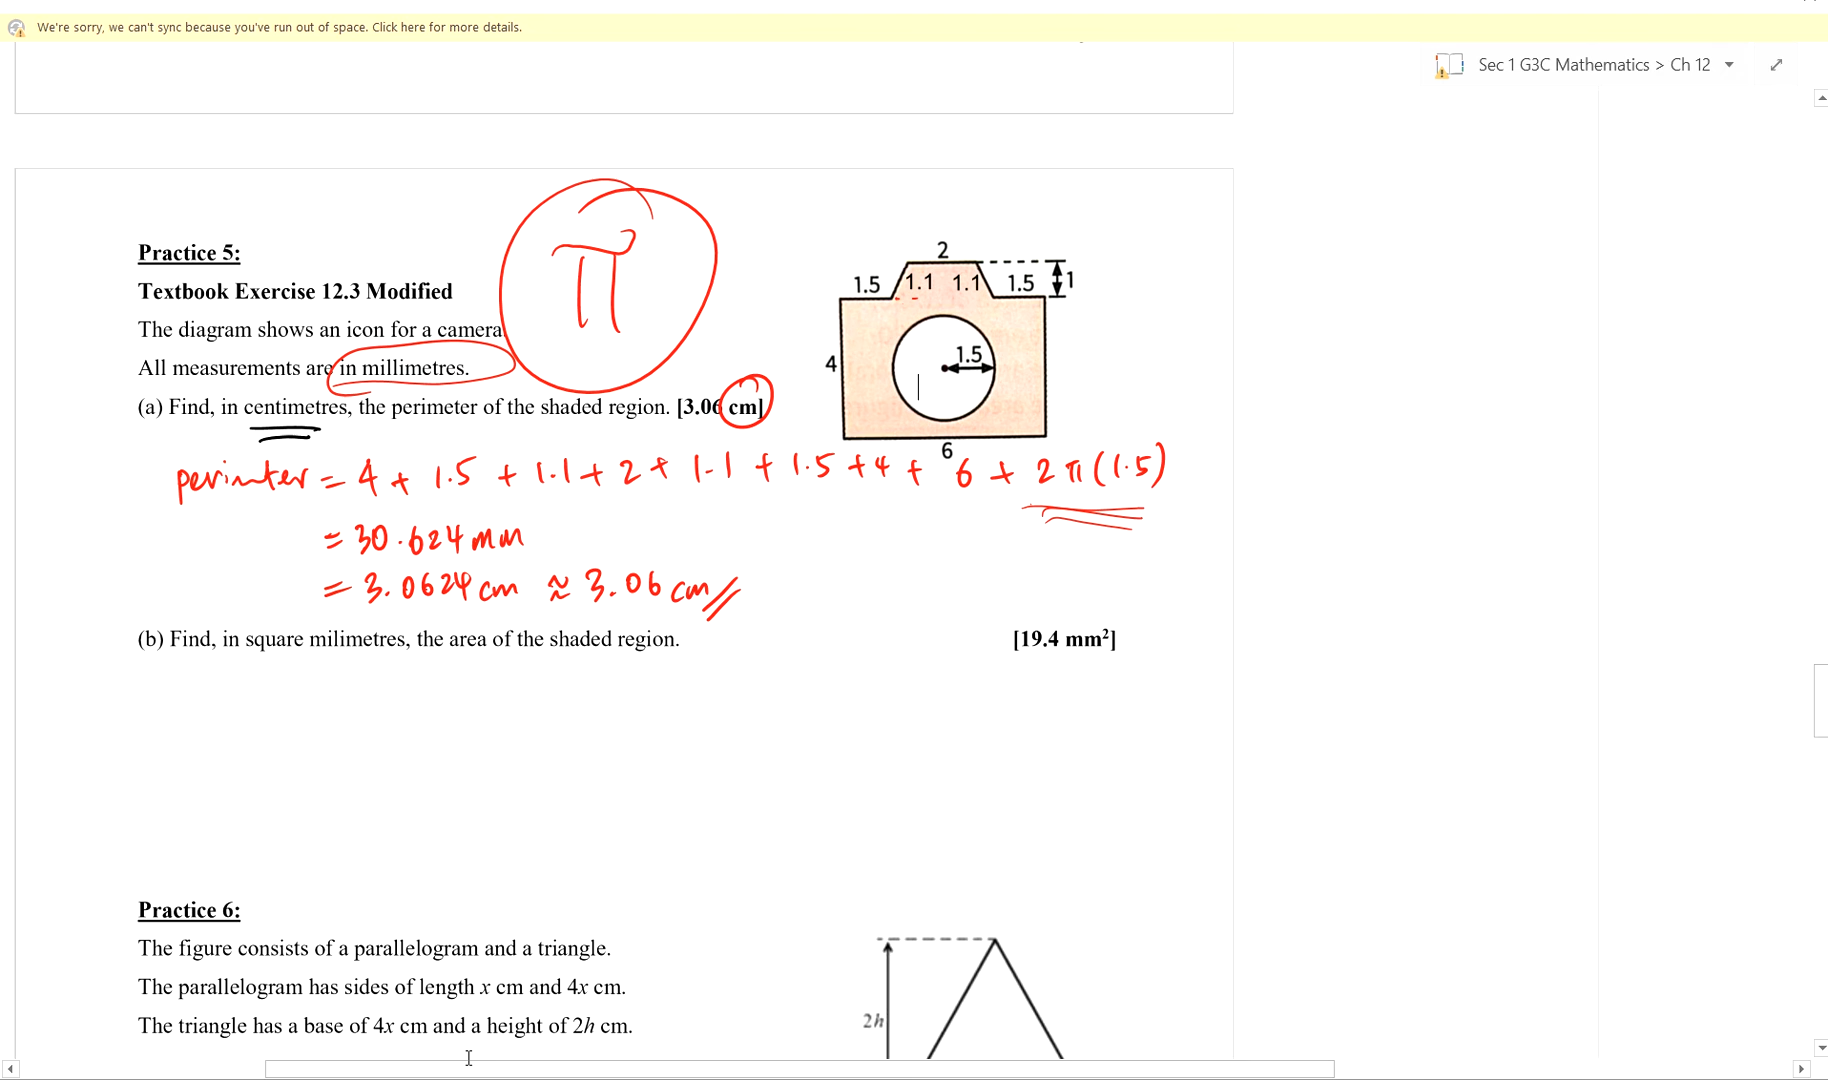 We're sorry, we can't sync because you've run out of space. Click here for more details.
Sec 1 G3C Mathematics > Ch 12
Practice 5:
Textbook Exercise 12.3 Modified
The diagram shows an icon for a camera.
All measurements are in millimetres.
(a) Find, in centimetres, the perimeter of the shaded region. [3.06 cm]
π
2
1.5 1.1 1.1 1.5 1
1.5
4
6
perimter = 4 + 1.5 + 1.1 + 2 + 1.1 + 1.5 + 4 + 6 + 2π(1.5)
= 30.624 mm
= 3.0624 cm ≈ 3.06 cm
(b) Find, in square milimetres, the area of the shaded region. [19.4 mm²]
Practice 6:
The figure consists of a parallelogram and a triangle.
The parallelogram has sides of length x cm and 4x cm.
The triangle has a base of 4x cm and a height of 2h cm.
2h